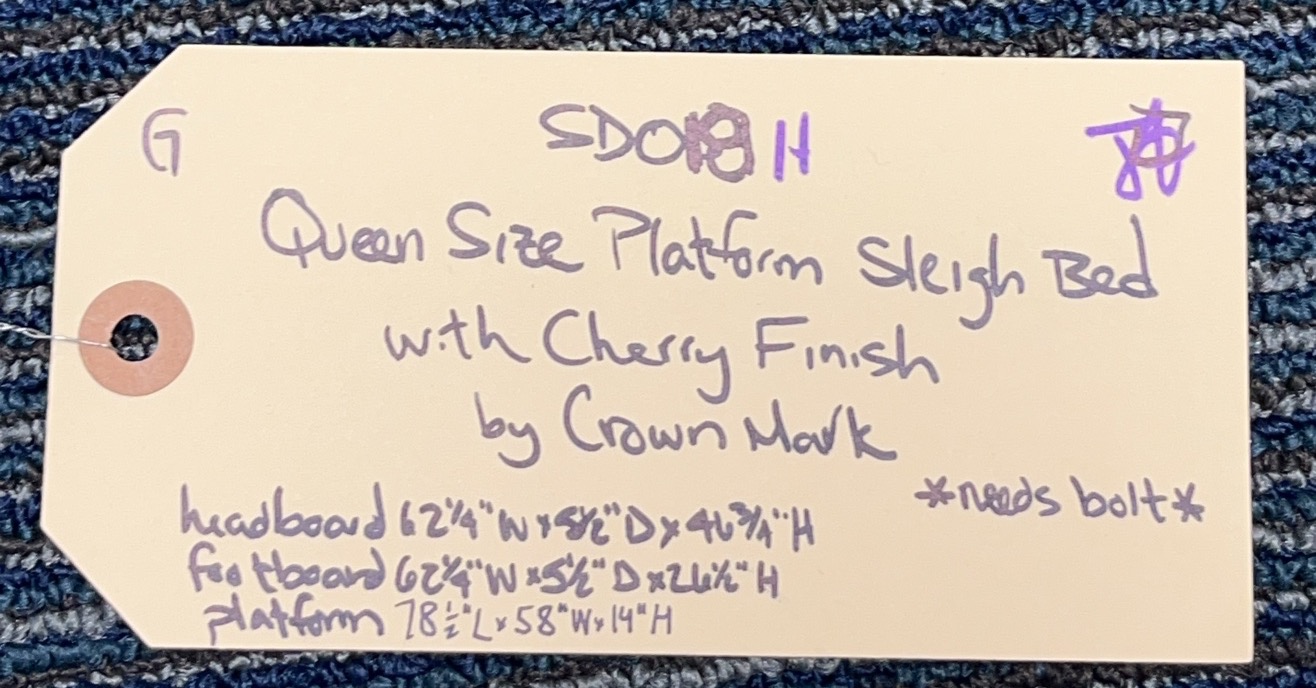 G SD018 H
Queen Size Platform Sleigh Bed
with Cherry Finish
by Crown Mark
*needs bolt*
headboard 62¼" W x 5½" D x 46¾" H
footboard 62¼" W x 5½" D x 26½" H
platform 78½" L x 58" W x 14" H